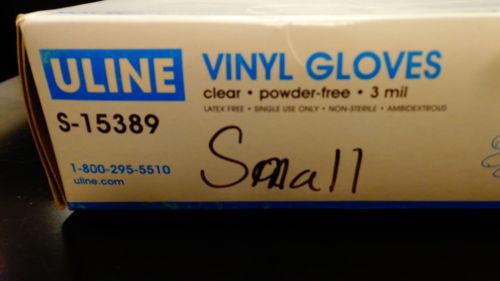 ULINE
VINYL GLOVES
clear • powder-free • 3 mil
LATEX FREE • SINGLE USE ONLY • NON-STERILE • AMBIDEXTROUS
S-15389
1-800-295-5510
uline.com
Small